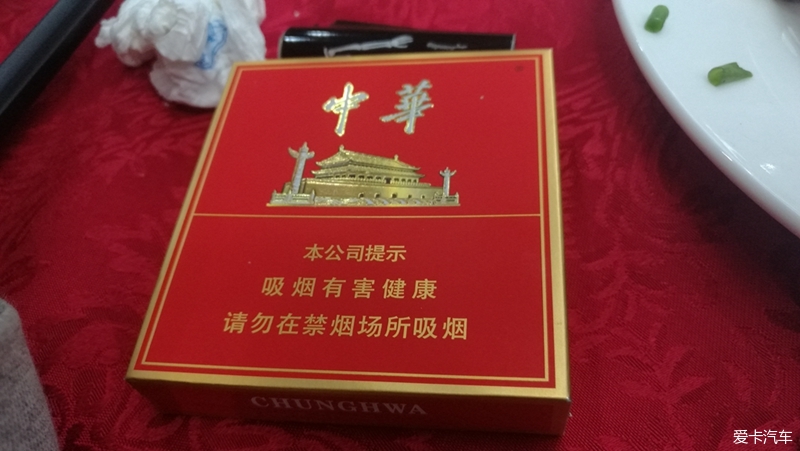 中華
本公司提示
吸烟有害健康
请勿在禁烟场所吸烟
CHUNGHWA
爱卡汽车